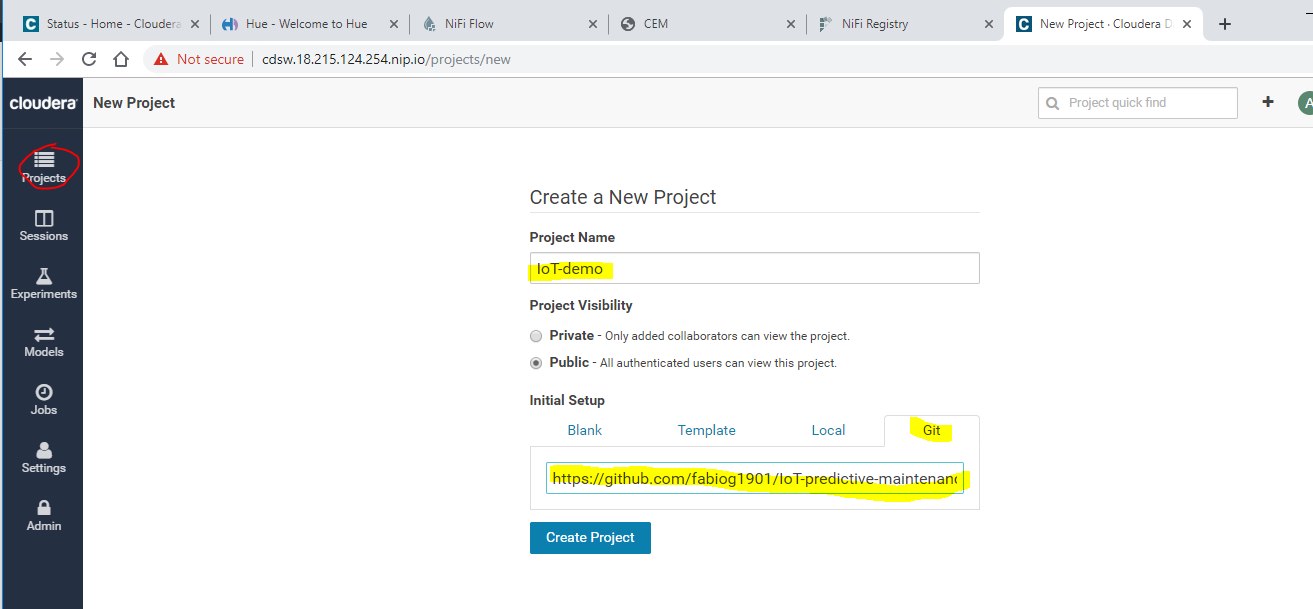 Status - Home - Cloudera
Hue - Welcome to Hue
NiFi Flow
CEM
NiFi Registry
New Project · Cloudera D
Not secure
cdsw.18.215.124.254.nip.io/projects/new
cloudera
New Project
Project quick find
A
Projects
Sessions
Experiments
Models
Jobs
Settings
Admin
Create a New Project
Project Name
IoT-demo
Project Visibility
Private - Only added collaborators can view the project.
Public - All authenticated users can view this project.
Initial Setup
Blank Template Local Git
https://github.com/fabiog1901/IoT-predictive-maintenanc
Create Project